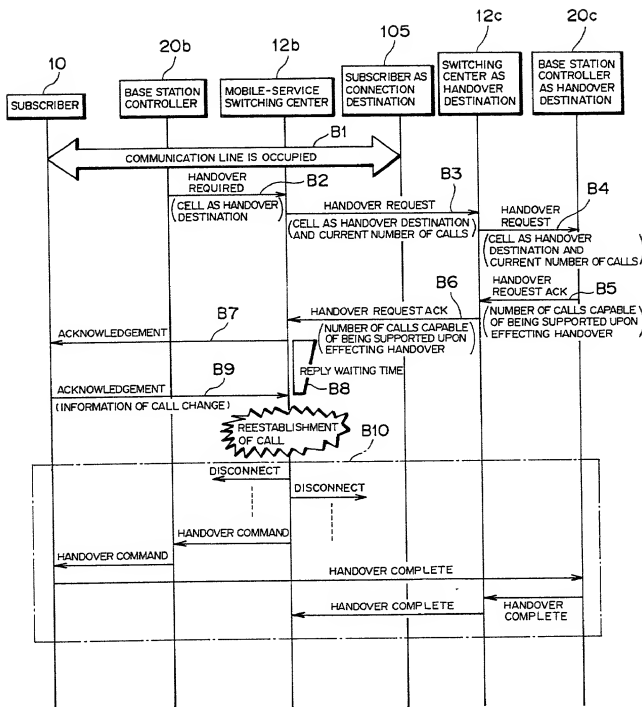 10
20b
12b
105
12c
20c
SUBSCRIBER
BASE STATION
CONTROLLER
MOBILE-SERVICE
SWITCHING CENTER
SUBSCRIBER AS
CONNECTION
DESTINATION
SWITCHING
CENTER AS
HANDOVER
DESTINATION
BASE STATION
CONTROLLER
AS HANDOVER
DESTINATION
B1
COMMUNICATION LINE IS OCCUPIED
HANDOVER
REQUIRED
B2
(CELL AS HANDOVER
DESTINATION)
B3
HANDOVER REQUEST
(CELL AS HANDOVER DESTINATION
AND CURRENT NUMBER OF CALLS)
HANDOVER
REQUEST
B4
(CELL AS HANDOVER
DESTINATION AND
CURRENT NUMBER OF CALLS)
HANDOVER
REQUEST ACK
B5
(NUMBER OF CALLS CAPABLE
OF BEING SUPPORTED UPON
EFFECTING HANDOVER)
B6
HANDOVER REQUEST ACK
(NUMBER OF CALLS CAPABLE
OF BEING SUPPORTED UPON
EFFECTING HANDOVER)
B7
ACKNOWLEDGEMENT
REPLY WAITING TIME
B8
ACKNOWLEDGEMENT
B9
(INFORMATION OF CALL CHANGE)
REESTABLISHMENT
OF CALL
B10
DISCONNECT
DISCONNECT
HANDOVER COMMAND
HANDOVER COMMAND
HANDOVER COMPLETE
HANDOVER COMPLETE
HANDOVER
COMPLETE